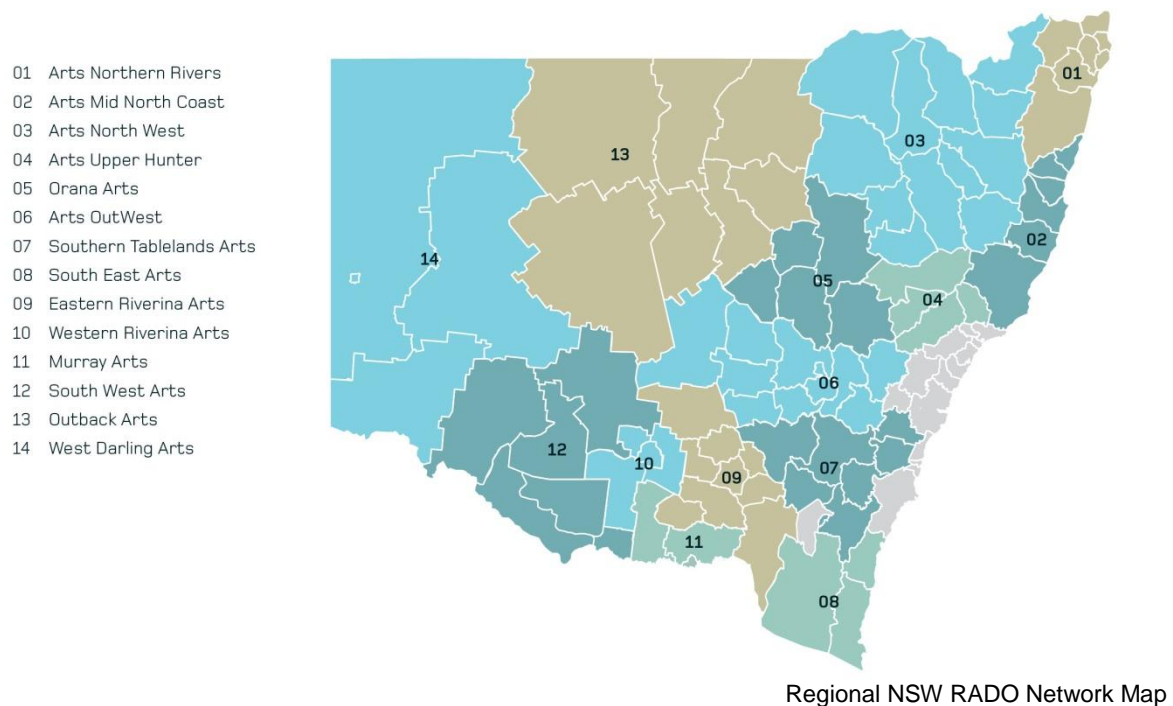 01 Arts Northern Rivers
02 Arts Mid North Coast
03 Arts North West
04 Arts Upper Hunter
05 Orana Arts
06 Arts OutWest
07 Southern Tablelands Arts
08 South East Arts
09 Eastern Riverina Arts
10 Western Riverina Arts
11 Murray Arts
12 South West Arts
13 Outback Arts
14 West Darling Arts
01
03
13
02
14
05
04
06
12
10
07
09
11
08
Regional NSW RADO Network Map